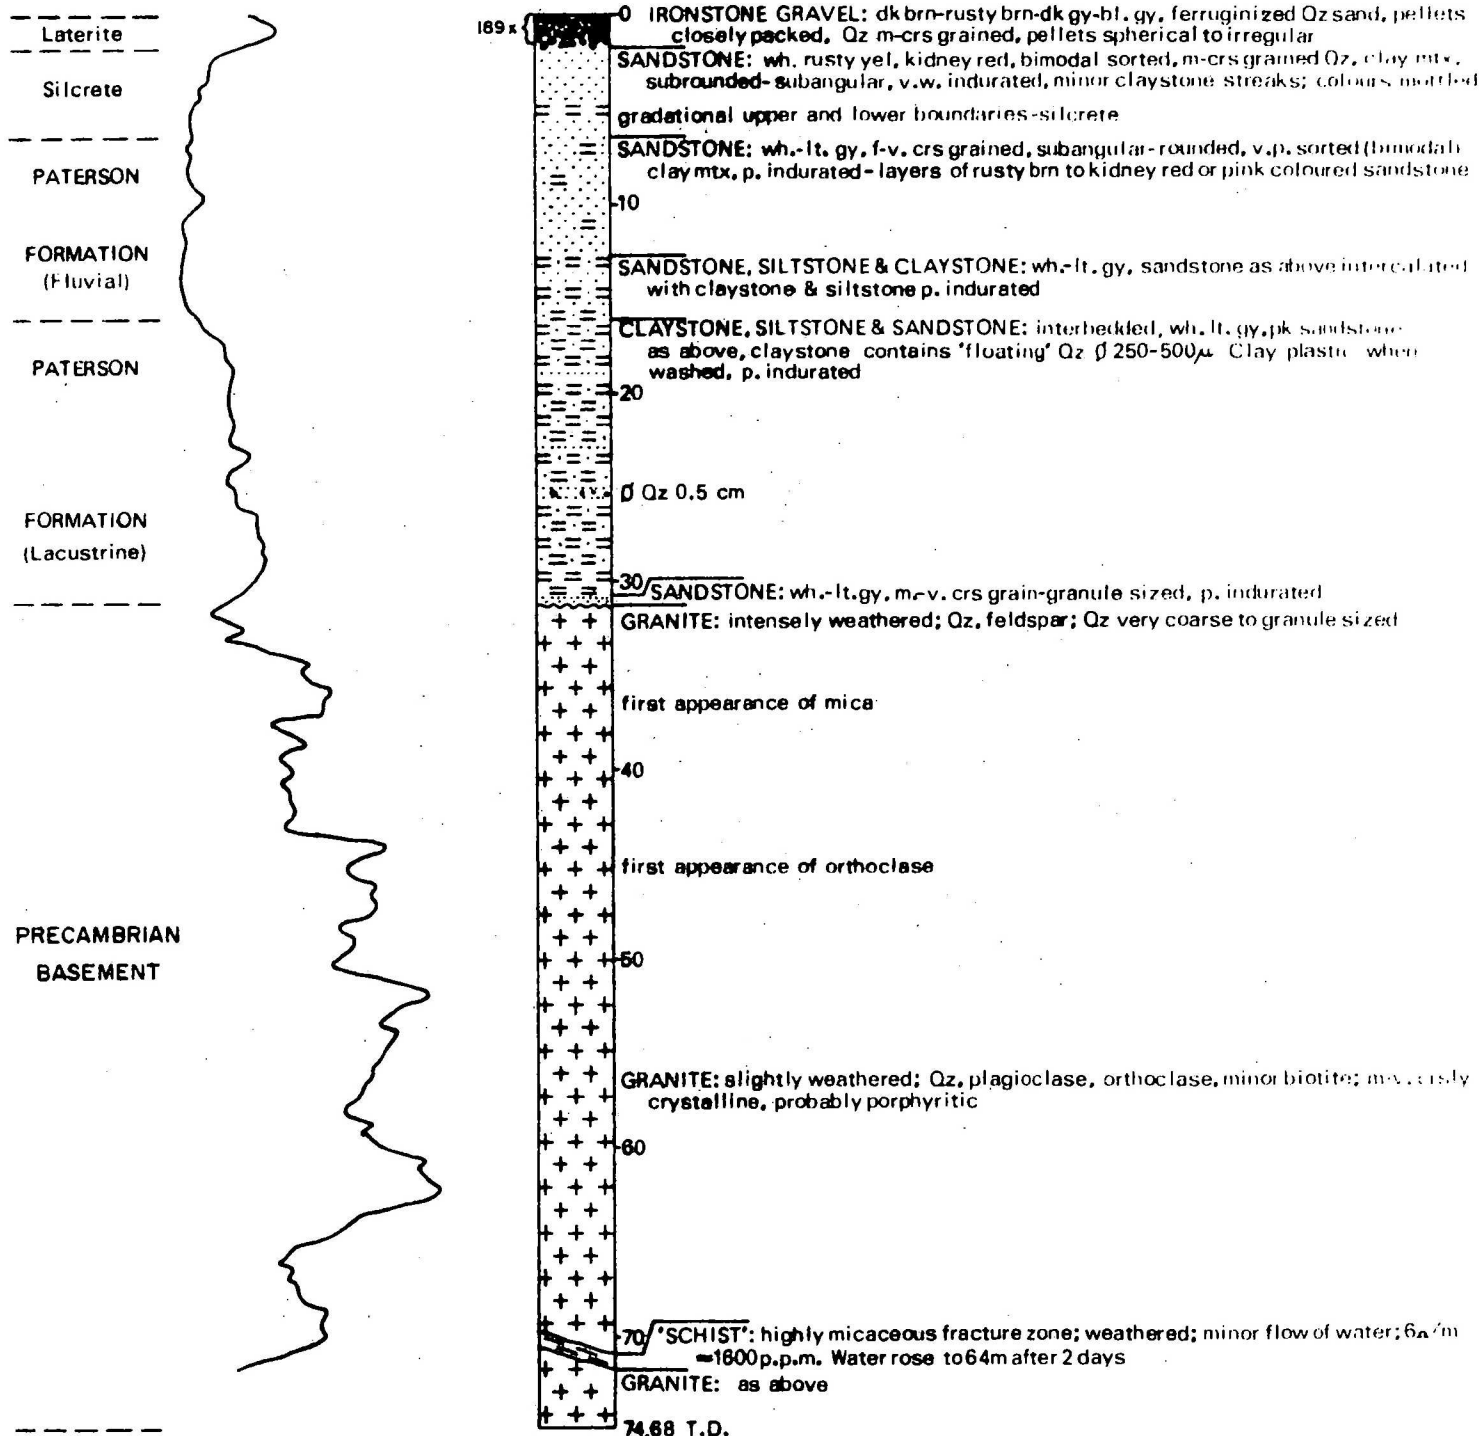 Laterite
Silcrete
PATERSON
FORMATION
(Fluvial)
PATERSON
FORMATION
(Lacustrine)
PRECAMBRIAN
BASEMENT
189 x
0 IRONSTONE GRAVEL: dk brn-rusty brn-dk gy-bl. gy, ferruginized Qz sand, pellets
closely packed, Qz m-crs grained, pellets spherical to irregular
SANDSTONE: wh. rusty yel, kidney red, bimodal sorted, m-crs grained Qz, clay mtx,
subrounded-subangular, v.w. indurated, minor claystone streaks; colours mottled
gradational upper and lower boundaries-silcrete
SANDSTONE: wh.-lt. gy, f-v. crs grained, subangular-rounded, v.p. sorted (bimodal)
clay mtx, p. indurated-layers of rusty brn to kidney red or pink coloured sandstone
10
SANDSTONE, SILTSTONE & CLAYSTONE: wh.-lt. gy, sandstone as above intercalated
with claystone & siltstone p. indurated
CLAYSTONE, SILTSTONE & SANDSTONE: interbedded, wh. lt. gy, pk sandstone
as above, claystone contains 'floating' Qz Ø 250-500μ Clay plastic when
washed, p. indurated
20
Ø Qz 0.5 cm
30 SANDSTONE: wh.-lt.gy, m-v. crs grain-granule sized, p. indurated
GRANITE: intensely weathered; Qz, feldspar; Qz very coarse to granule sized
first appearance of mica
40
first appearance of orthoclase
50
GRANITE: slightly weathered; Qz, plagioclase, orthoclase, minor biotite; m-v. crsly
crystalline, probably porphyritic
60
70 'SCHIST': highly micaceous fracture zone; weathered; minor flow of water;
≈1600 p.p.m. Water rose to 64m after 2 days
GRANITE: as above
74.68 T.D.